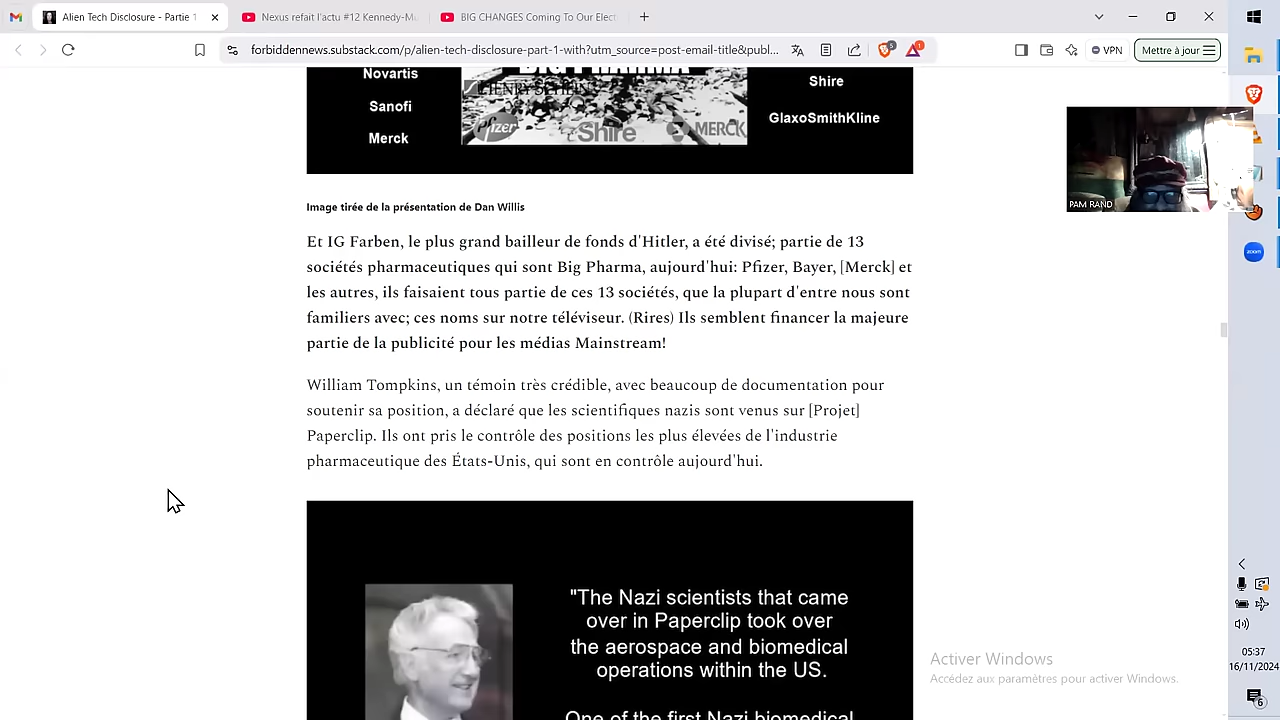 Alien Tech Disclosure - Partie 1
Nexus refait l'actu #12 Kennedy-Mu
BIG CHANGES Coming To Our Elect
forbiddennews.substack.com/p/alien-tech-disclosure-part-1-with?utm_source=post-email-title&publ...
5
1
VPN
Mettre à jour
Novartis
Sanofi
Merck
BIG PHARMA
HENRY SCHEIN
Pfizer
Shire
MERCK
Shire
GlaxoSmithKline
PAM RAND
Image tirée de la présentation de Dan Willis
Et IG Farben, le plus grand bailleur de fonds d'Hitler, a été divisé; partie de 13
sociétés pharmaceutiques qui sont Big Pharma, aujourd'hui: Pfizer, Bayer, [Merck] et
les autres, ils faisaient tous partie de ces 13 sociétés, que la plupart d'entre nous sont
familiers avec; ces noms sur notre téléviseur. (Rires) Ils semblent financer la majeure
partie de la publicité pour les médias Mainstream!
William Tompkins, un témoin très crédible, avec beaucoup de documentation pour
soutenir sa position, a déclaré que les scientifiques nazis sont venus sur [Projet]
Paperclip. Ils ont pris le contrôle des positions les plus élevées de l'industrie
pharmaceutique des États-Unis, qui sont en contrôle aujourd'hui.
"The Nazi scientists that came
over in Paperclip took over
the aerospace and biomedical
operations within the US.
One of the first Nazi biomedical
Activer Windows
Accédez aux paramètres pour activer Windows.
zoom
05:37
16/11/2024
6